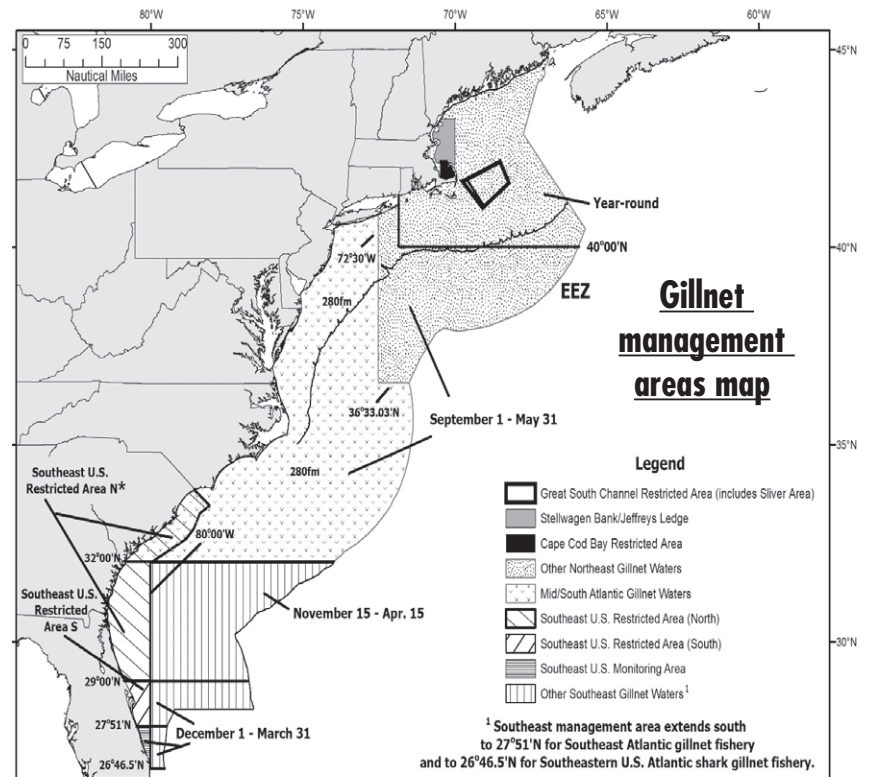 80°W 75°W 70°W 65°W 60°W
0 75 150 300
Nautical Miles
45°N
Year-round
40°00'N
40°N
72°30'W
280fm
EEZ
Gillnet
management
areas map
36°33.03'N
September 1 - May 31
35°N
280fm
Southeast U.S.
Restricted Area N*
80°00'W
32°00'N
Southeast U.S.
Restricted
Area S
November 15 - Apr. 15
30°N
29°00'N
27°51'N
December 1 - March 31
26°46.5'N
Legend
Great South Channel Restricted Area (includes Sliver Area)
Stellwagen Bank/Jeffreys Ledge
Cape Cod Bay Restricted Area
Other Northeast Gillnet Waters
Mid/South Atlantic Gillnet Waters
Southeast U.S. Restricted Area (North)
Southeast U.S. Restricted Area (South)
Southeast U.S. Monitoring Area
Other Southeast Gillnet Waters¹
¹ Southeast management area extends south
to 27°51'N for Southeast Atlantic gillnet fishery
and to 26°46.5'N for Southeastern U.S. Atlantic shark gillnet fishery.